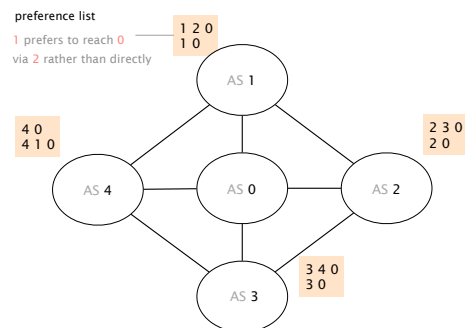 preference list
1 prefers to reach 0
via 2 rather than directly
1 2 0
1 0
AS 1
4 0
4 1 0
2 3 0
2 0
AS 4
AS 0
AS 2
3 4 0
3 0
AS 3